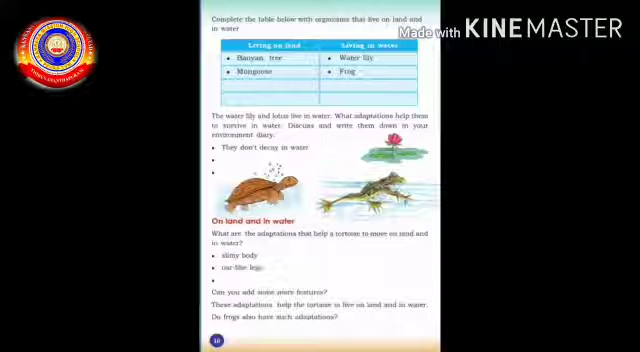 Made with KINEMASTER
Complete the table below with organisms that live on land and
in water
Living on land
Living in water
• Banyan tree
• Water lily
• Mongoose
• Frog
The water lily and lotus live in water. What adaptations help them
to survive in water. Discuss and write them down in your
environment diary.
• They don't decay in water
•
•
On land and in water
What are the adaptations that help a tortoise to move on land and
in water?
• slimy body
• oar-like legs
•
Can you add some more features?
These adaptations help the tortoise to live on land and in water.
Do frogs also have such adaptations?
10